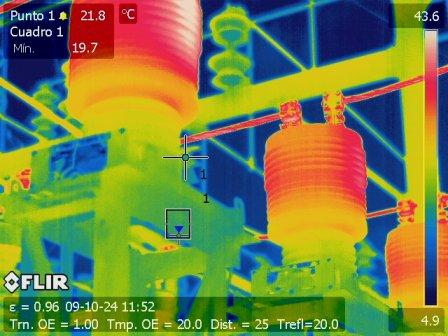 Punto 1 21.8 °C
Cuadro 1
Mín. 19.7
43.6
1
1
FLIR
ε = 0.96 09-10-24 11:52
Trn. OE = 1.00 Tmp. OE = 20.0 Dist. = 25 Trefl=20.0
4.9